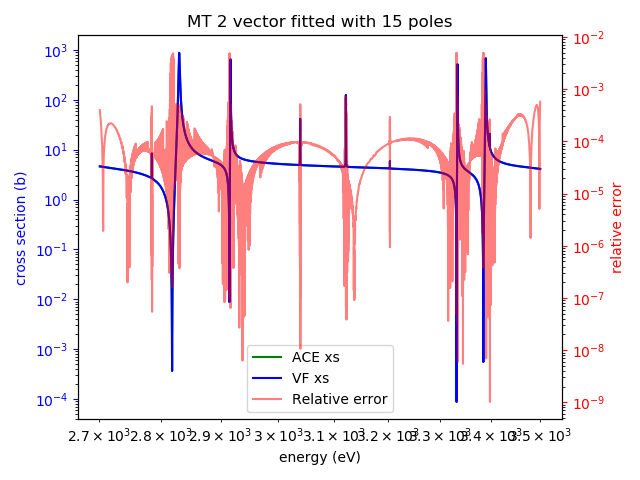 MT 2 vector fitted with 15 poles
10³
10²
10¹
10⁰
10⁻¹
10⁻²
10⁻³
10⁻⁴
cross section (b)
10⁻²
10⁻³
10⁻⁴
10⁻⁵
10⁻⁶
10⁻⁷
10⁻⁸
10⁻⁹
relative error
ACE xs
VF xs
Relative error
2.7 × 10³ 2.8 × 10³ 2.9 × 10³ 3 × 10³ 3.1 × 10³ 3.2 × 10³ 3.3 × 10³ 3.4 × 10³ 3.5 × 10³
energy (eV)